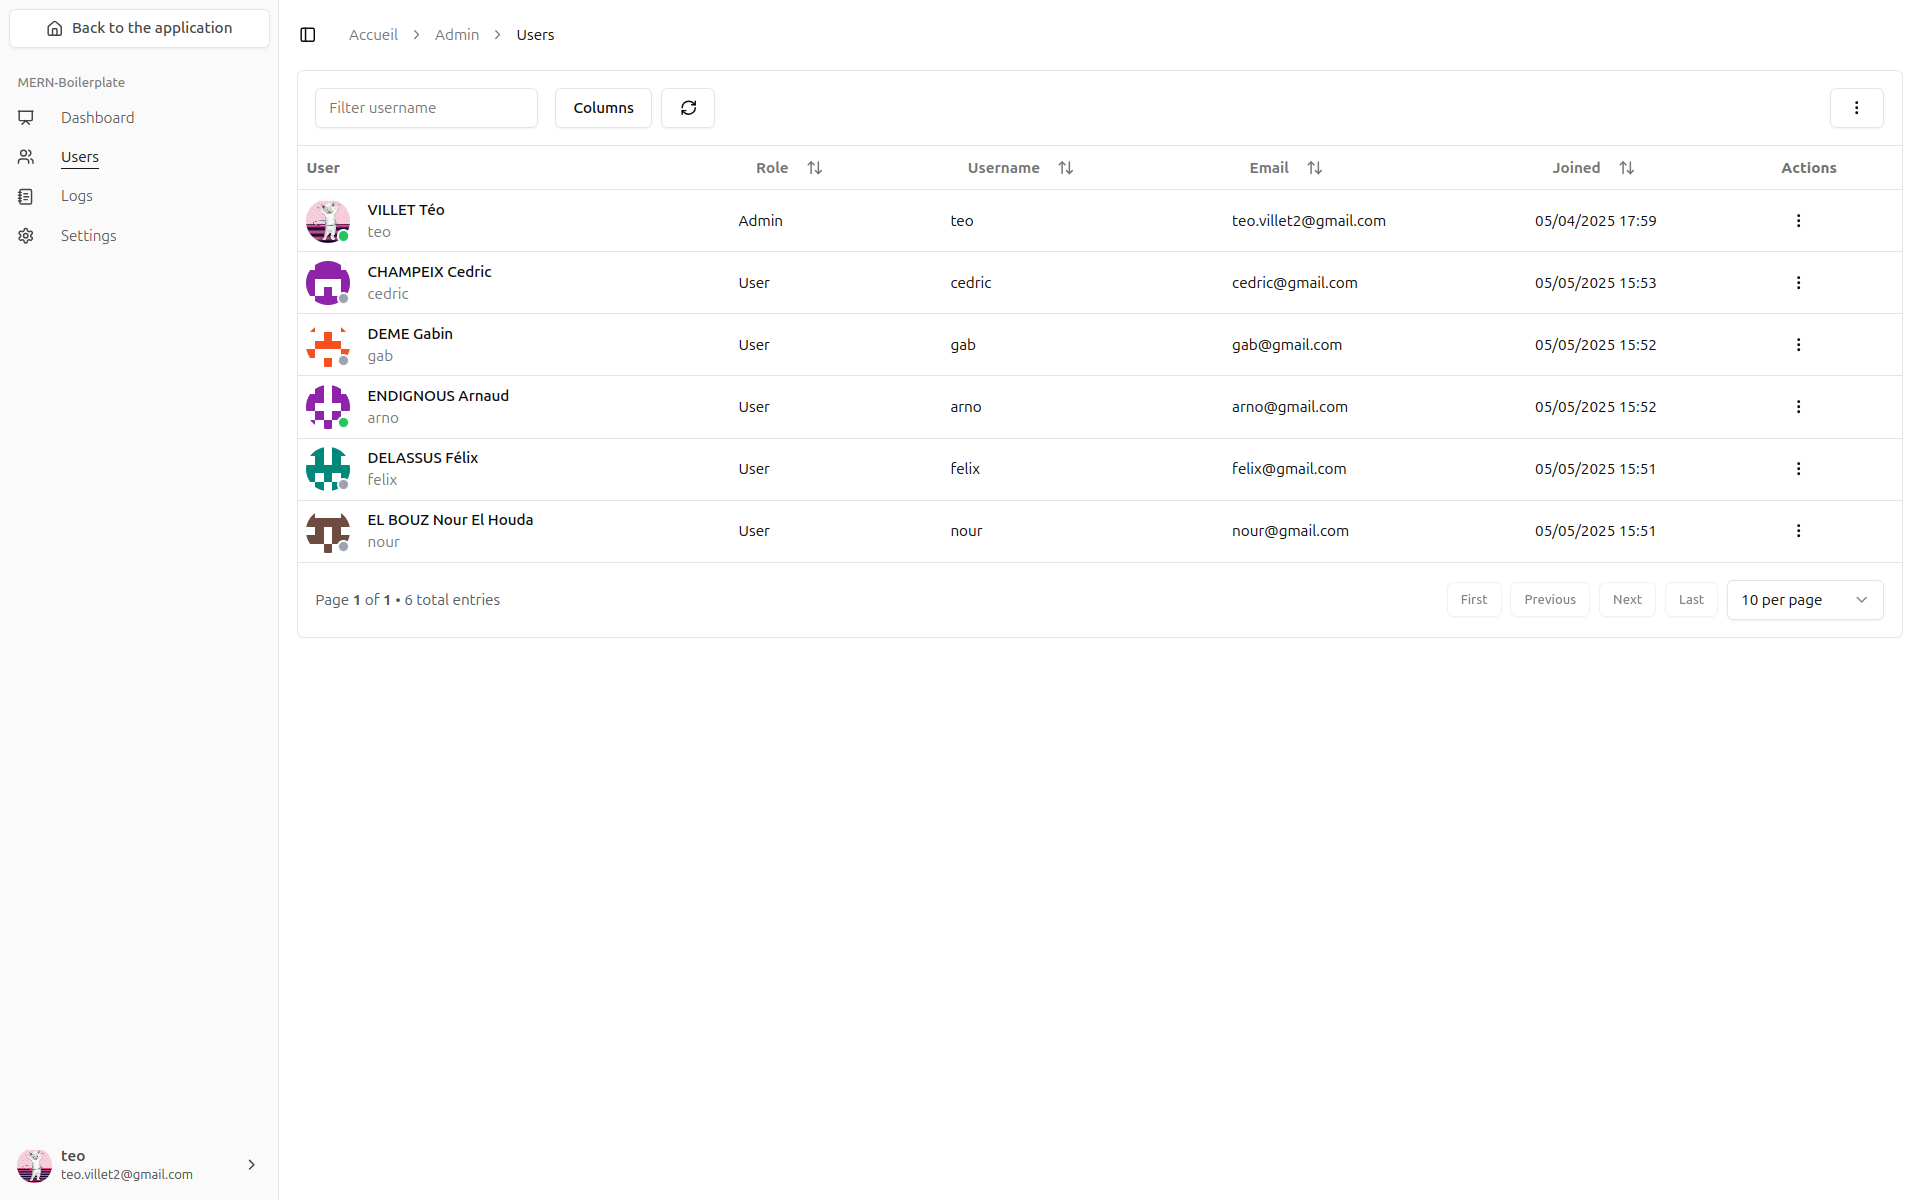 Back to the application
MERN-Boilerplate
Dashboard
Users
Logs
Settings
Accueil > Admin > Users
Filter username
Columns
User Role Username Email Joined Actions
VILLET Téo
teo
Admin teo teo.villet2@gmail.com 05/04/2025 17:59
CHAMPEIX Cedric
cedric
User cedric cedric@gmail.com 05/05/2025 15:53
DEME Gabin
gab
User gab gab@gmail.com 05/05/2025 15:52
ENDIGNOUS Arnaud
arno
User arno arno@gmail.com 05/05/2025 15:52
DELASSUS Félix
felix
User felix felix@gmail.com 05/05/2025 15:51
EL BOUZ Nour El Houda
nour
User nour nour@gmail.com 05/05/2025 15:51
Page 1 of 1 • 6 total entries
First Previous Next Last 10 per page
teo
teo.villet2@gmail.com